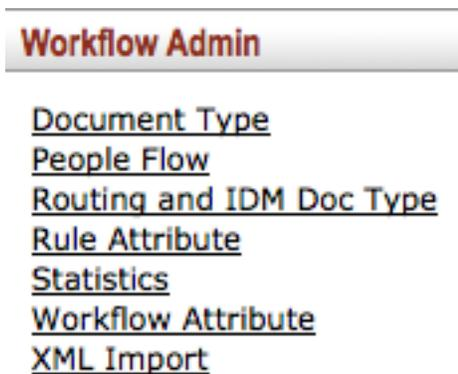 Workflow Admin
Document Type
People Flow
Routing and IDM Doc Type
Rule Attribute
Statistics
Workflow Attribute
XML Import